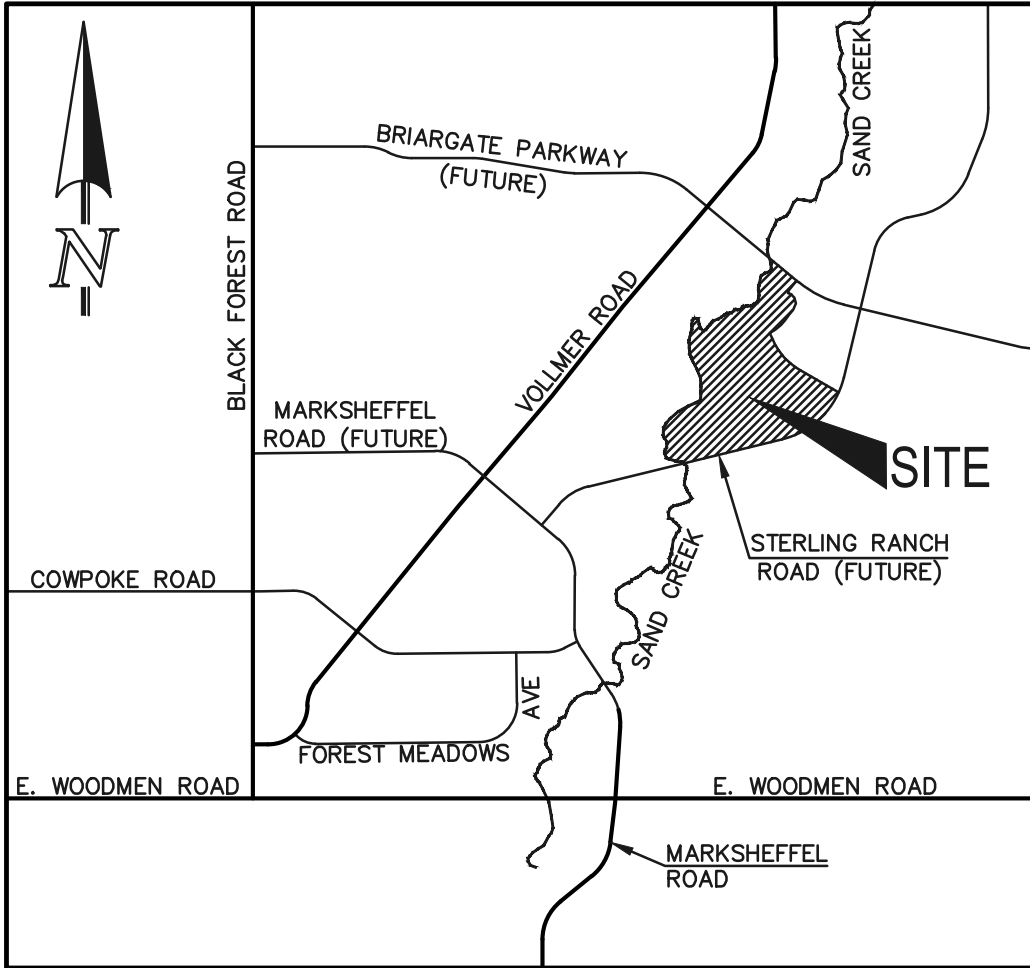 SAND CREEK
BRIARGATE PARKWAY
(FUTURE)
N
BLACK FOREST ROAD
VOLLMER ROAD
MARKSHEFFEL
ROAD (FUTURE)
SITE
STERLING RANCH
ROAD (FUTURE)
COWPOKE ROAD
SAND CREEK
AVE
FOREST MEADOWS
E. WOODMEN ROAD
E. WOODMEN ROAD
MARKSHEFFEL
ROAD